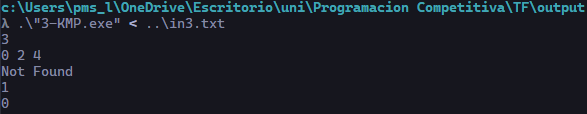 c:\Users\pms_l\OneDrive\Escritorio\uni\Programacion Competitiva\TF\output
λ .\"3-KMP.exe" < ..\in3.txt
3
0 2 4
Not Found
1
0